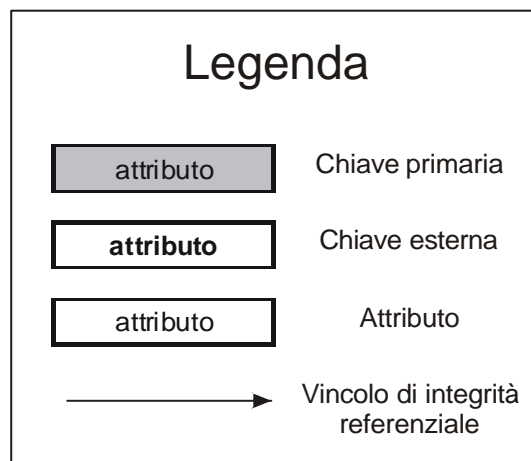 Legenda
attributo
Chiave primaria
attributo
Chiave esterna
attributo
Attributo
Vincolo di integrità
referenziale